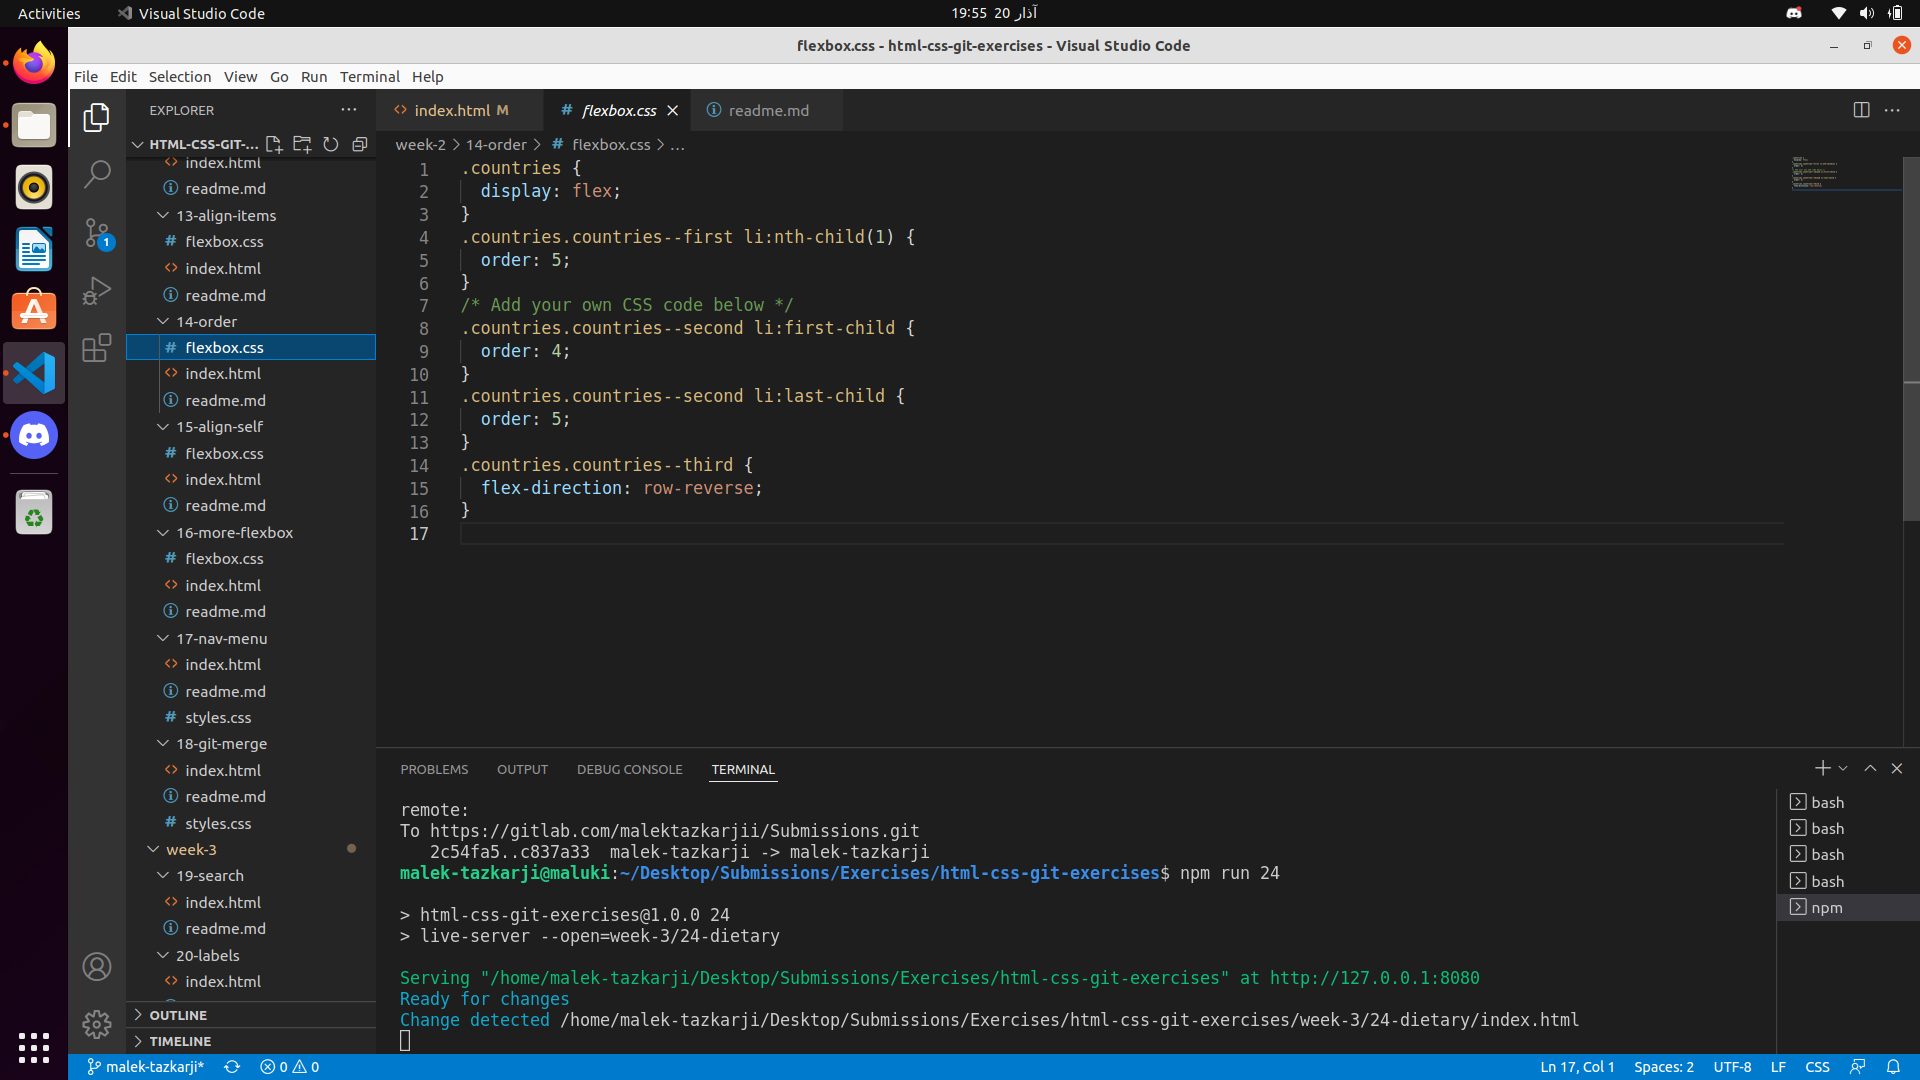 Activities
Visual Studio Code
19:55 20 آذار
flexbox.css - html-css-git-exercises - Visual Studio Code
File Edit Selection View Go Run Terminal Help
EXPLORER
HTML-CSS-GIT-...
index.html
readme.md
13-align-items
flexbox.css
index.html
readme.md
14-order
flexbox.css
index.html
readme.md
15-align-self
flexbox.css
index.html
readme.md
16-more-flexbox
flexbox.css
index.html
readme.md
17-nav-menu
index.html
readme.md
styles.css
18-git-merge
index.html
readme.md
styles.css
week-3
19-search
index.html
readme.md
20-labels
index.html
OUTLINE
TIMELINE
1
index.html M
# flexbox.css
readme.md
week-2 > 14-order > # flexbox.css > ...
1 .countries {
2 display: flex;
3 }
4 .countries.countries--first li:nth-child(1) {
5 order: 5;
6 }
7 /* Add your own CSS code below */
8 .countries.countries--second li:first-child {
9 order: 4;
10 }
11 .countries.countries--second li:last-child {
12 order: 5;
13 }
14 .countries.countries--third {
15 flex-direction: row-reverse;
16 }
17
PROBLEMS OUTPUT DEBUG CONSOLE TERMINAL
remote:
To https://gitlab.com/malektazkarjii/Submissions.git
2c54fa5..c837a33 malek-tazkarji -> malek-tazkarji
malek-tazkarji@maluki:~/Desktop/Submissions/Exercises/html-css-git-exercises$ npm run 24
> html-css-git-exercises@1.0.0 24
> live-server --open=week-3/24-dietary
Serving "/home/malek-tazkarji/Desktop/Submissions/Exercises/html-css-git-exercises" at http://127.0.0.1:8080
Ready for changes
Change detected /home/malek-tazkarji/Desktop/Submissions/Exercises/html-css-git-exercises/week-3/24-dietary/index.html
bash
bash
bash
bash
npm
malek-tazkarji* 0 0
Ln 17, Col 1 Spaces: 2 UTF-8 LF CSS